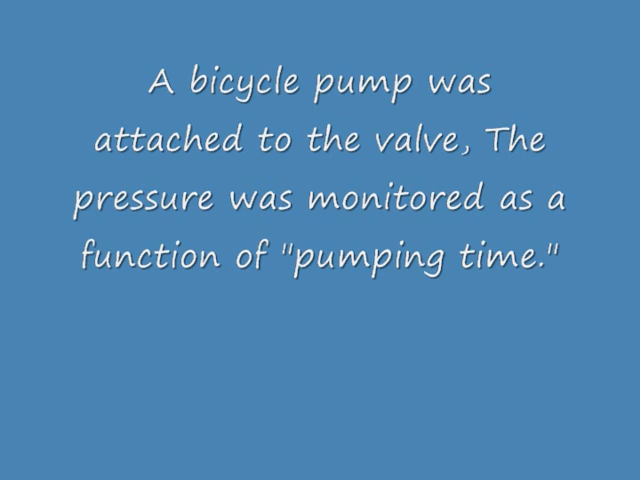 A bicycle pump was
attached to the valve, The
pressure was monitored as a
function of "pumping time."